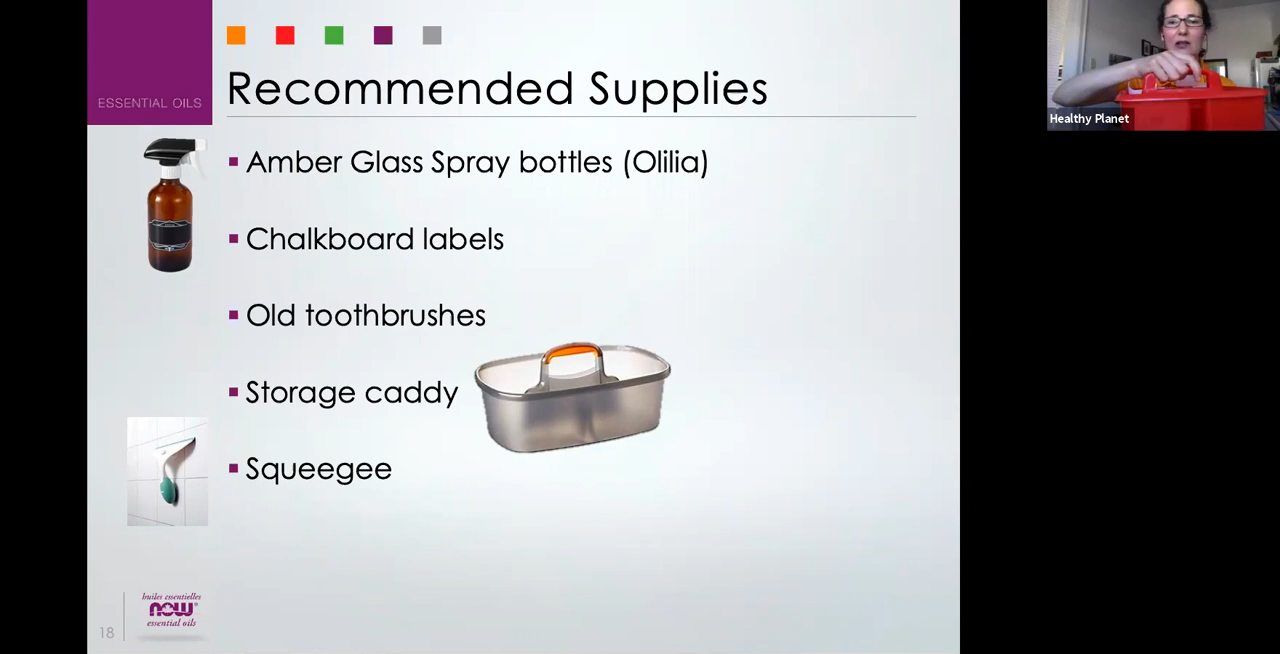 ESSENTIAL OILS
Recommended Supplies
Amber Glass Spray bottles (Olilia)
Chalkboard labels
Old toothbrushes
Storage caddy
Squeegee
18
huiles essentielles
now®
essential oils
Healthy Planet